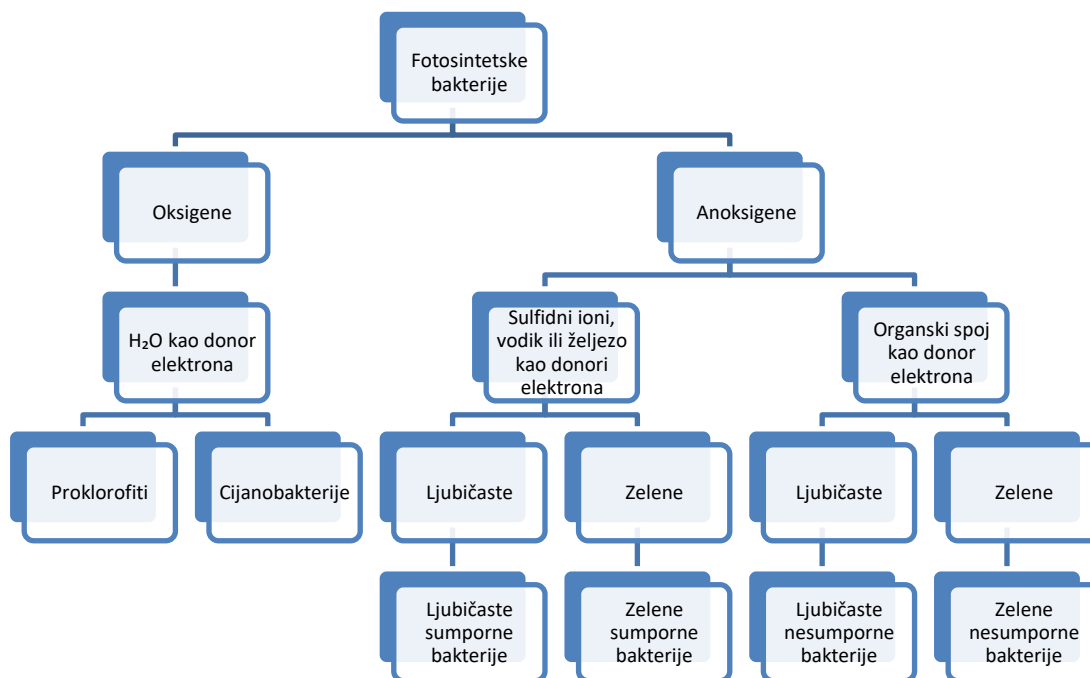 Fotosintetske
bakterije
Oksigene
Anoksigene
H₂O kao donor
elektrona
Sulfidni ioni,
vodik ili željezo
kao donori
elektrona
Organski spoj
kao donor
elektrona
Proklorofiti
Cijanobakterije
Ljubičaste
Zelene
Ljubičaste
Zelene
Ljubičaste
sumporne
bakterije
Zelene
sumporne
bakterije
Ljubičaste
nesumporne
bakterije
Zelene
nesumporne
bakterije